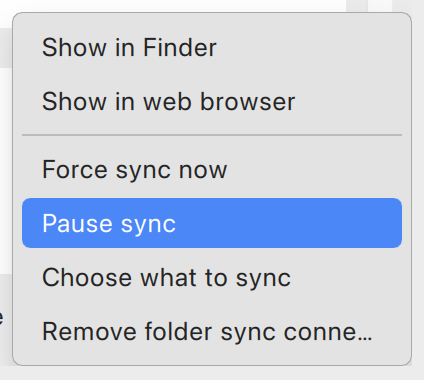 Show in Finder
Show in web browser
Force sync now
Pause sync
Choose what to sync
Remove folder sync conne...
e